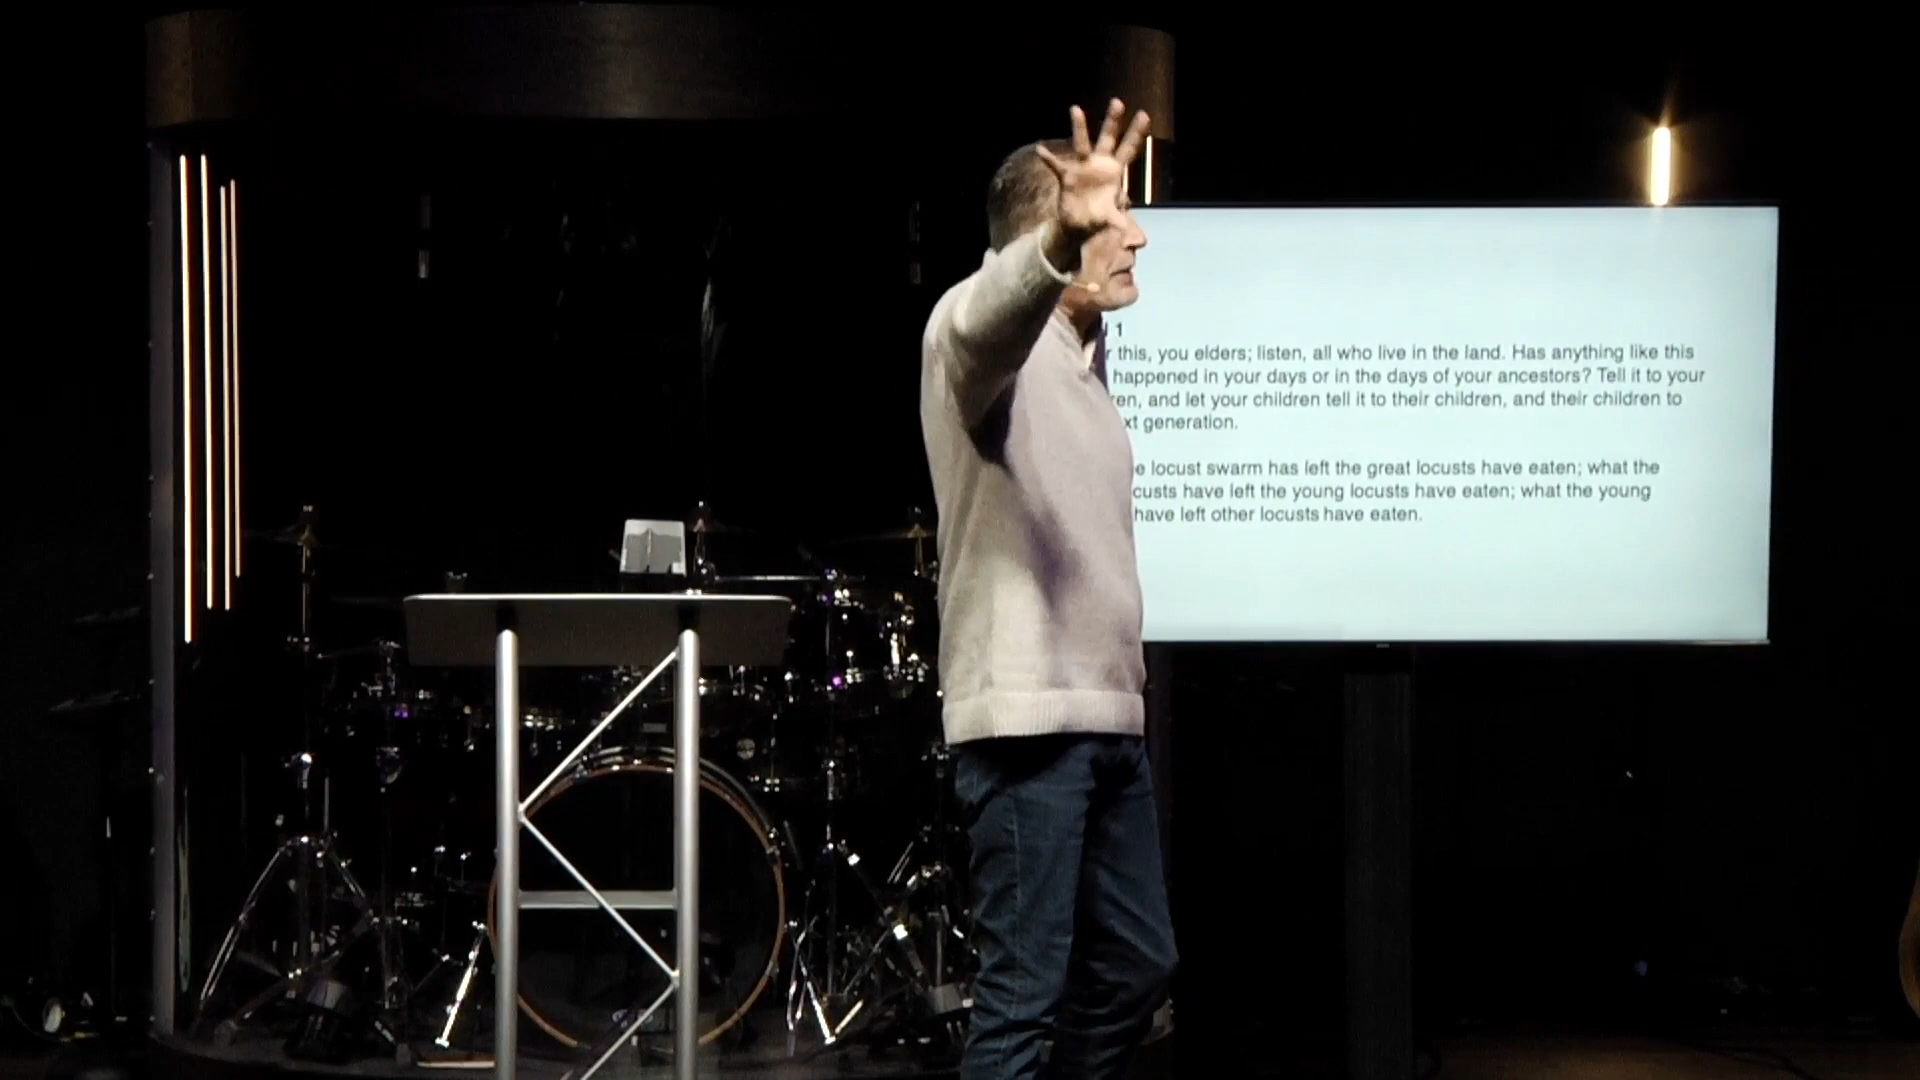 1
this, you elders; listen, all who live in the land. Has anything like this
happened in your days or in the days of your ancestors? Tell it to your
en, and let your children tell it to their children, and their children to
xt generation.
e locust swarm has left the great locusts have eaten; what the
custs have left the young locusts have eaten; what the young
have left other locusts have eaten.